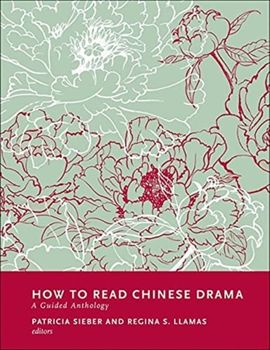 HOW TO READ CHINESE DRAMA
A Guided Anthology
PATRICIA SIEBER AND REGINA S. LLAMAS
editors